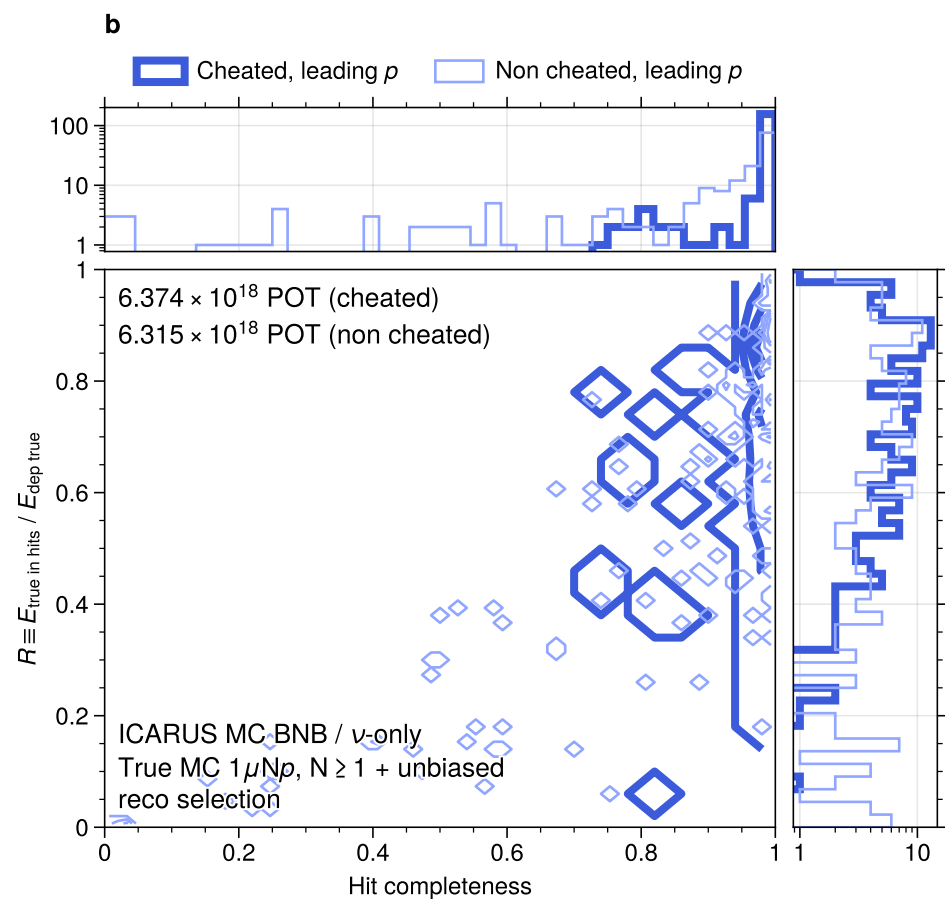 b
Cheated, leading p
Non cheated, leading p
100
10
1
1
0.8
0.6
0.4
0.2
0
R ≡ E_true in hits / E_dep true
6.374 × 10¹⁸ POT (cheated)
6.315 × 10¹⁸ POT (non cheated)
ICARUS MC BNB / ν-only
True MC 1μNp, N ≥ 1 + unbiased
reco selection
0 0.2 0.4 0.6 0.8 1
1 10
Hit completeness